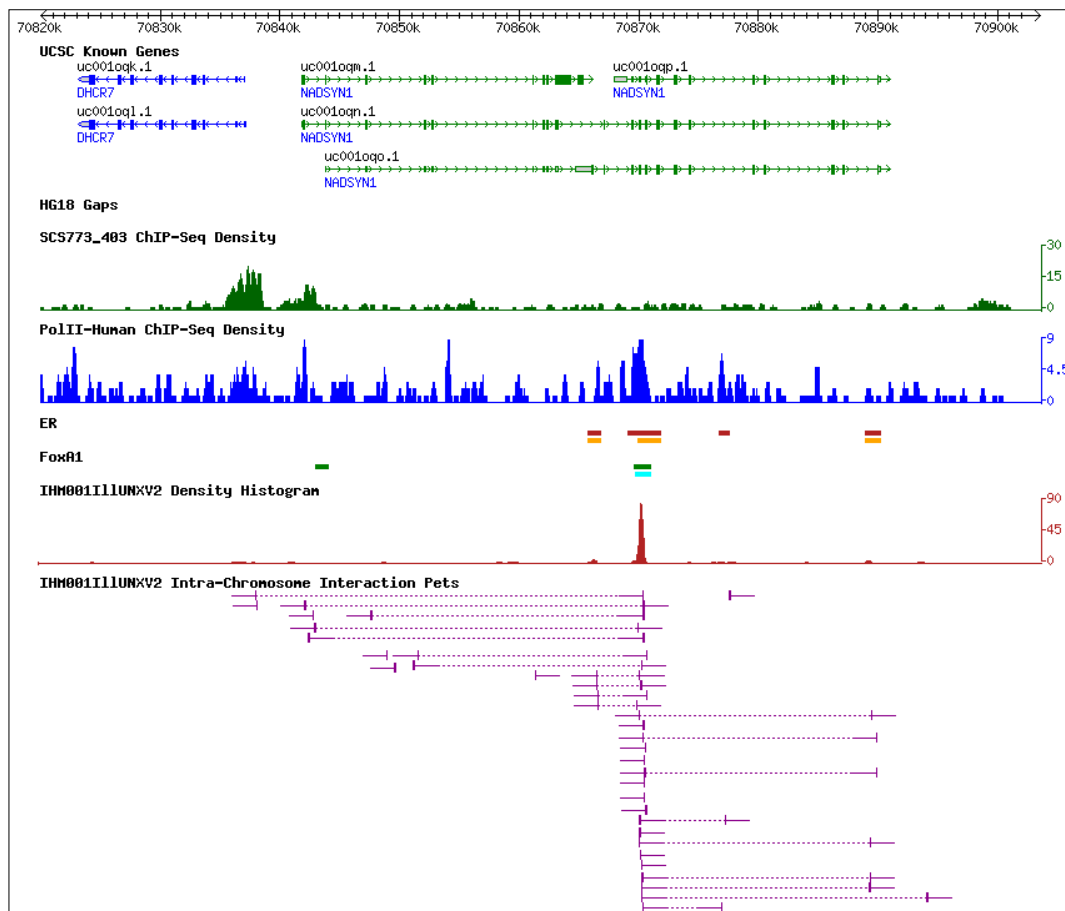 70820k 70830k 70840k 70850k 70860k 70870k 70880k 70890k 70900k
UCSC Known Genes
uc001oqk.1 uc001oqm.1 uc001oqp.1
DHCR7 NADSYN1 NADSYN1
uc001oql.1 uc001oqn.1
DHCR7 NADSYN1
uc001oqo.1
NADSYN1
HG18 Gaps
SCS773_403 ChIP-Seq Density
30
15
0
PolII-Human ChIP-Seq Density
9
4.5
0
ER
FoxA1
IHM001IllUNXV2 Density Histogram
90
45
0
IHM001IllUNXV2 Intra-Chromosome Interaction Pets